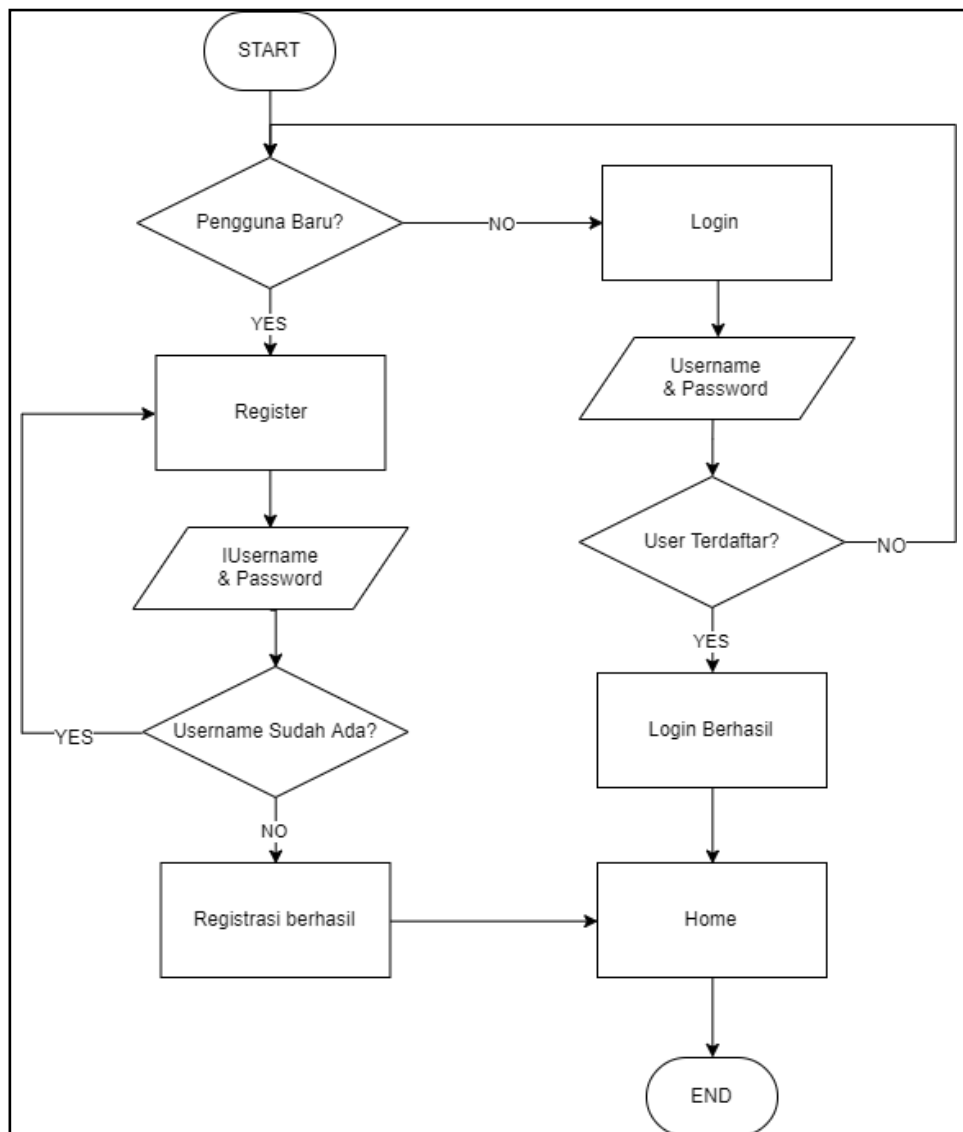 START
Pengguna Baru?
NO
Login
YES
Username
& Password
Register
User Terdaftar?
NO
IUsername
& Password
YES
Username Sudah Ada?
YES
Login Berhasil
NO
Registrasi berhasil
Home
END